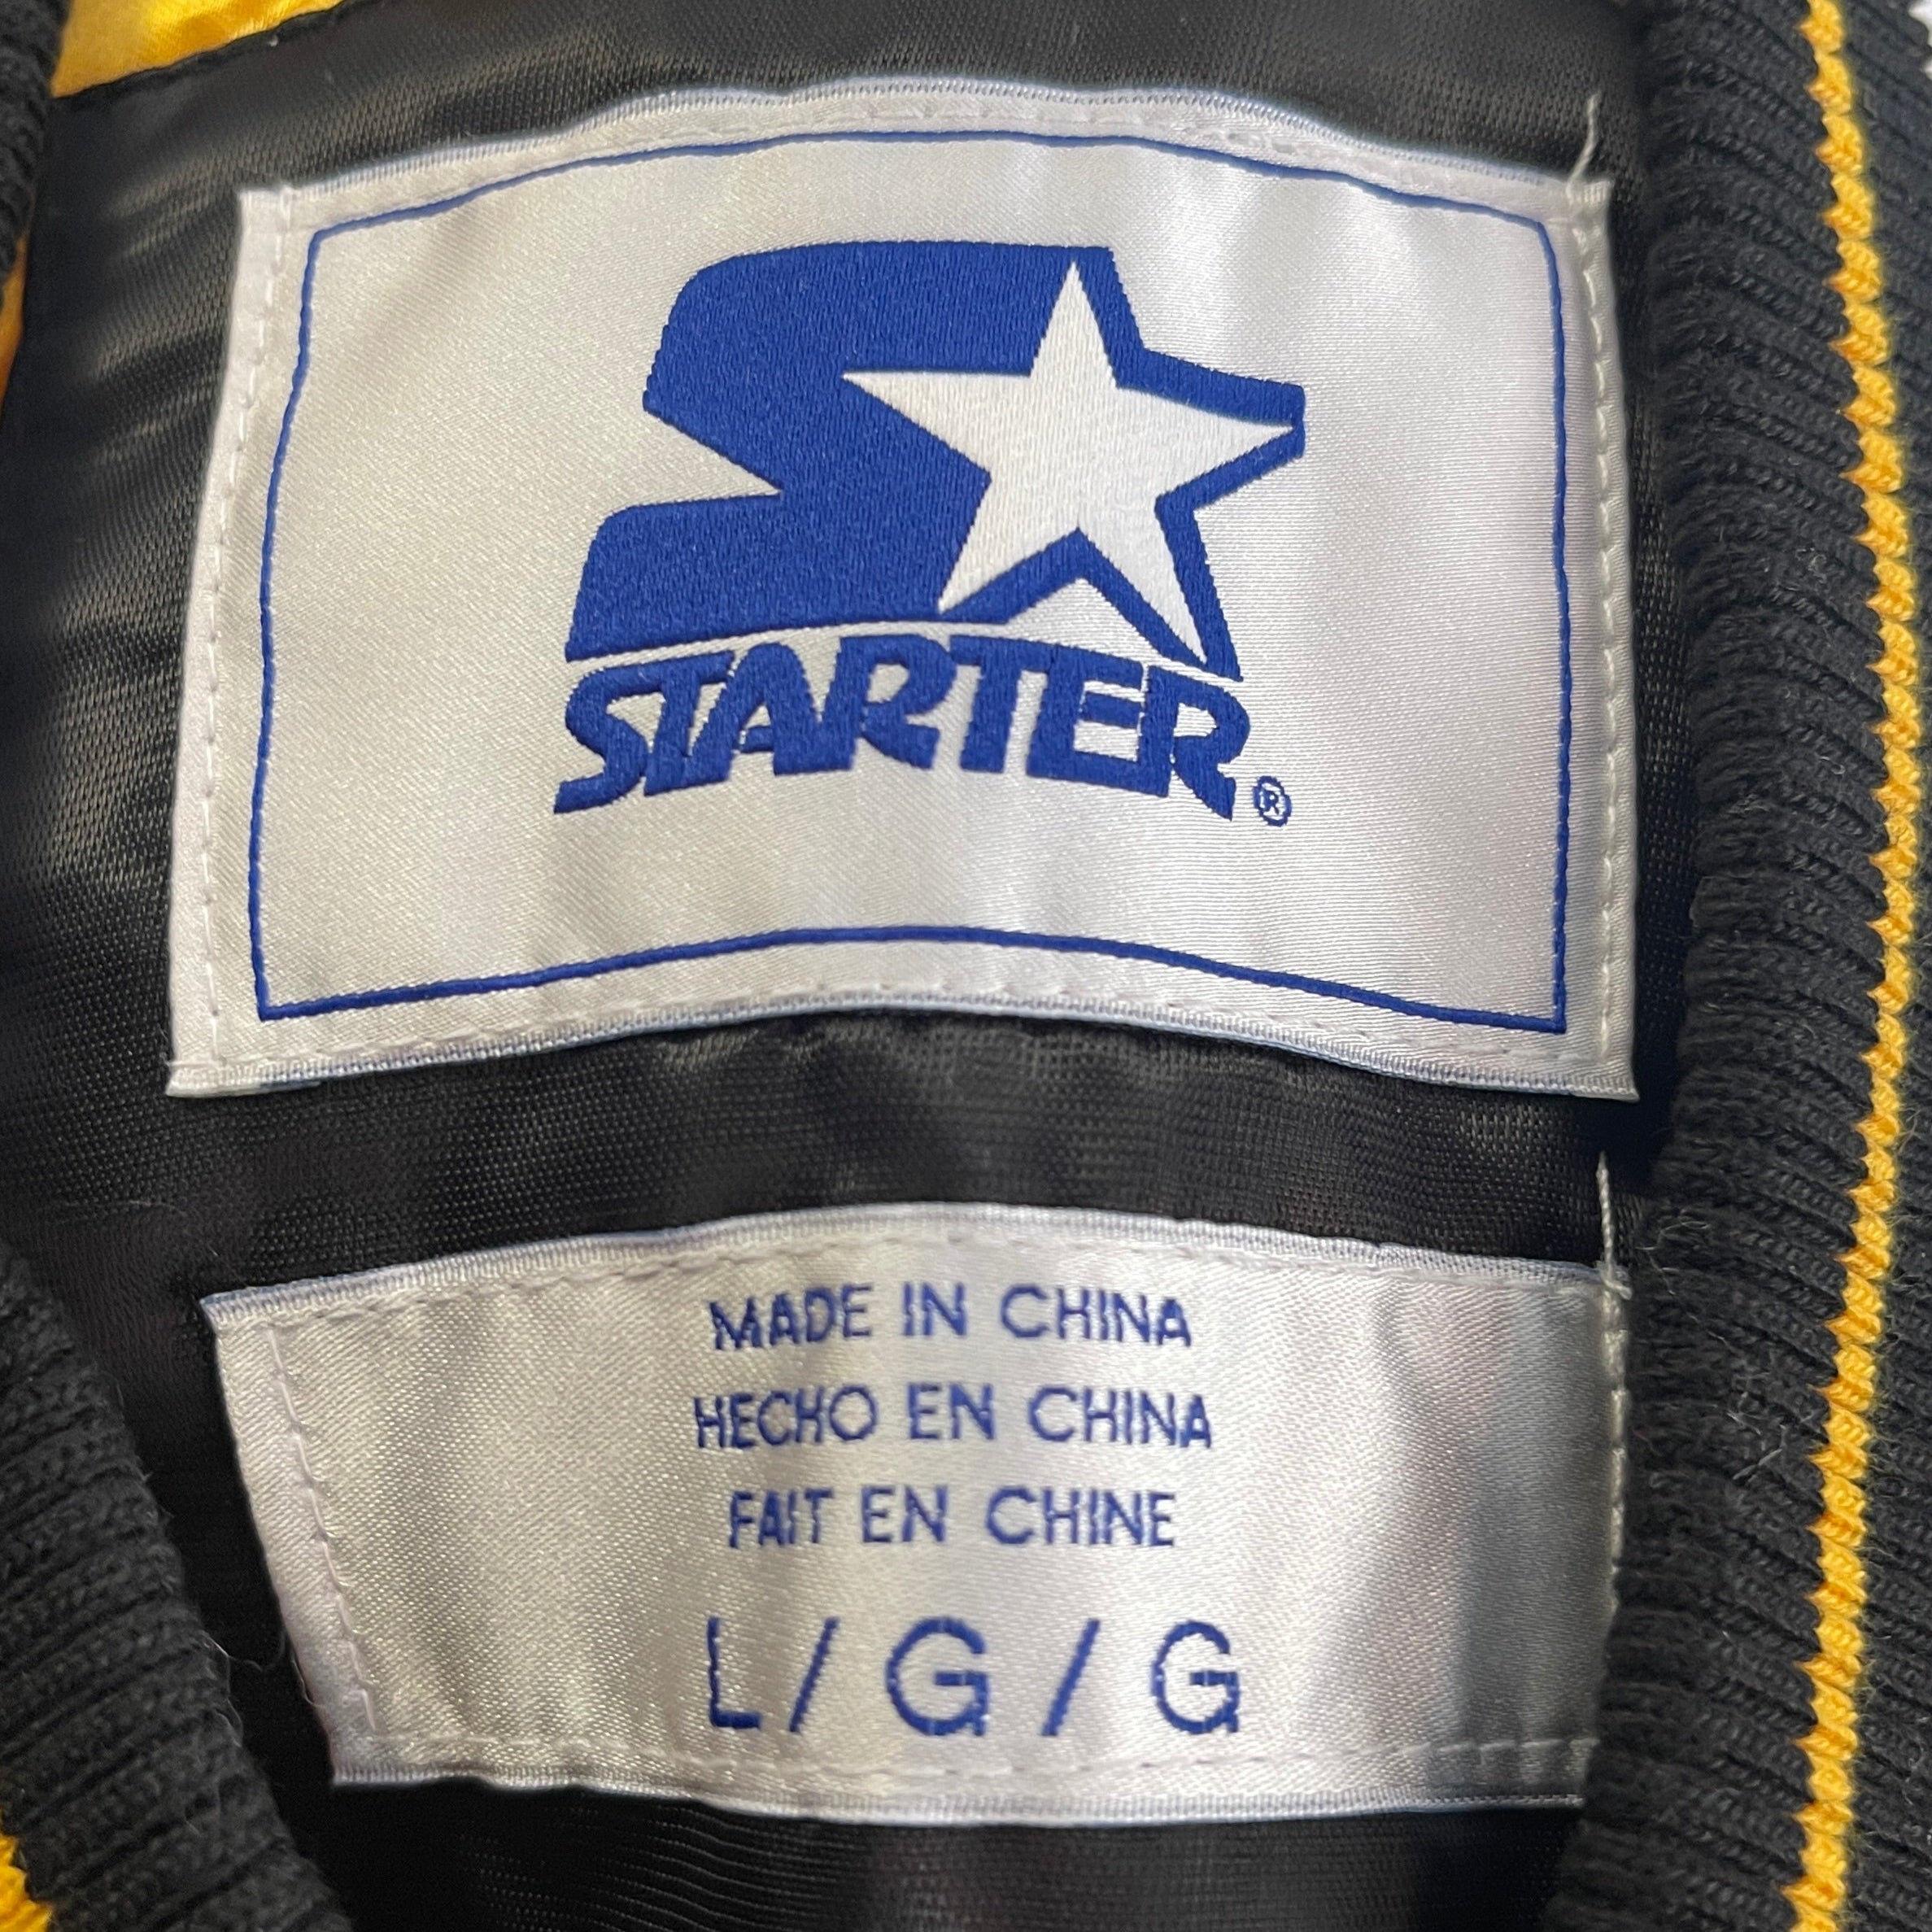 STARTER®
MADE IN CHINA
HECHO EN CHINA
FAIT EN CHINE
L/G/G